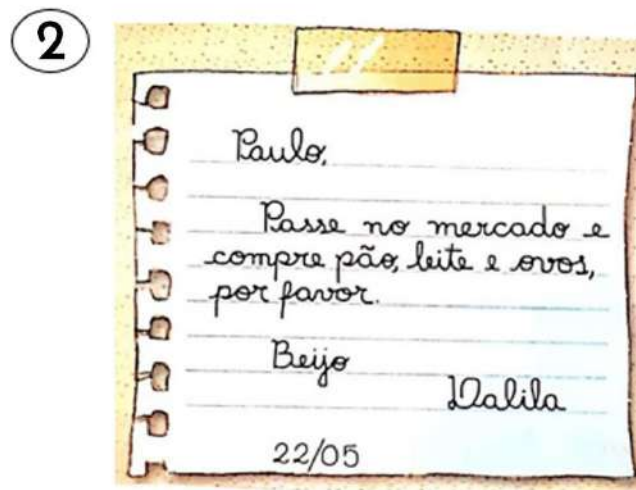 2
Paulo,
Passe no mercado e
compre pão, leite e ovos,
por favor.
Beijo
Dalila
22/05